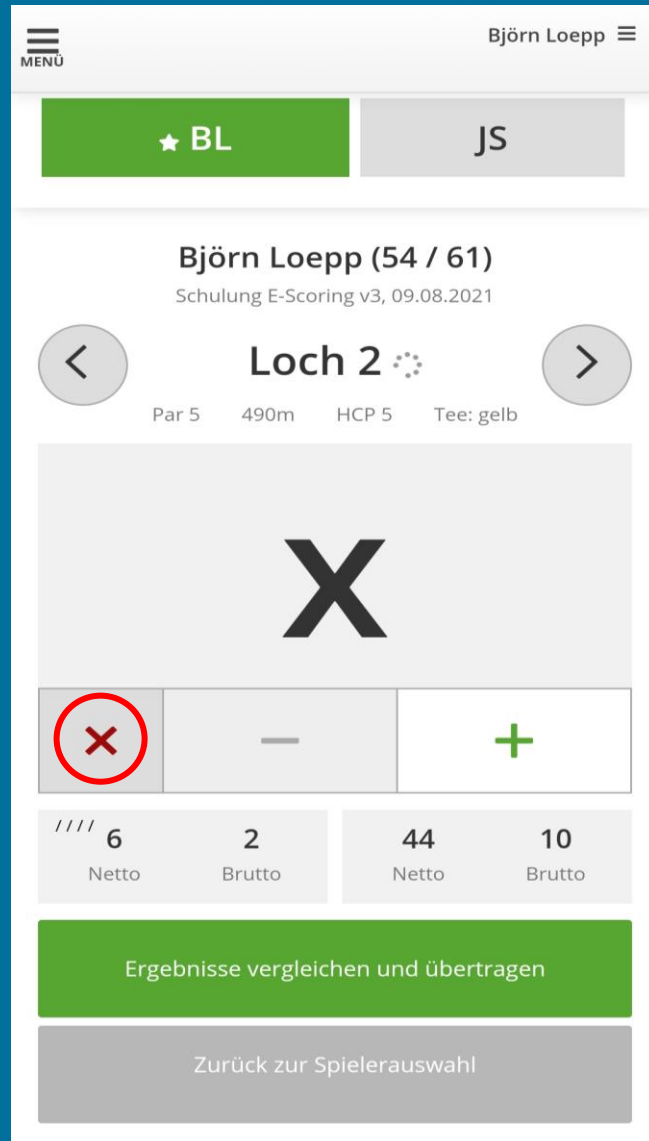 Björn Loepp
MENÜ
BL JS
Björn Loepp (54 / 61)
Schulung E-Scoring v3, 09.08.2021
Loch 2
Par 5 490m HCP 5 Tee: gelb
X
//// 6 2 44 10
Netto Brutto Netto Brutto
Ergebnisse vergleichen und übertragen
Zurück zur Spielerauswahl